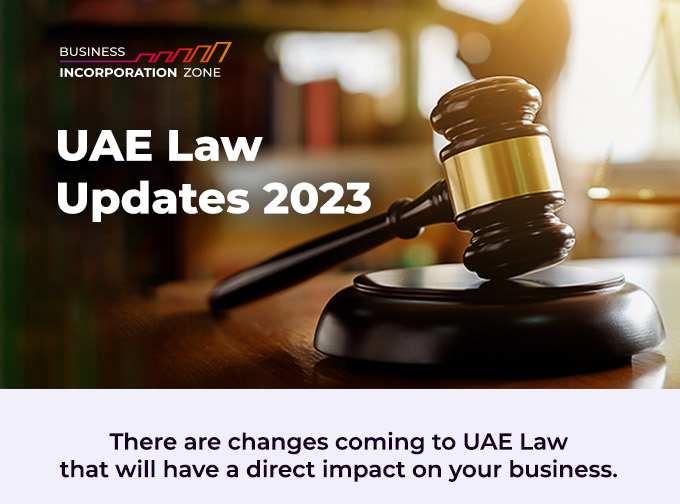 BUSINESS
INCORPORATION ZONE
UAE Law
Updates 2023
There are changes coming to UAE Law
that will have a direct impact on your business.